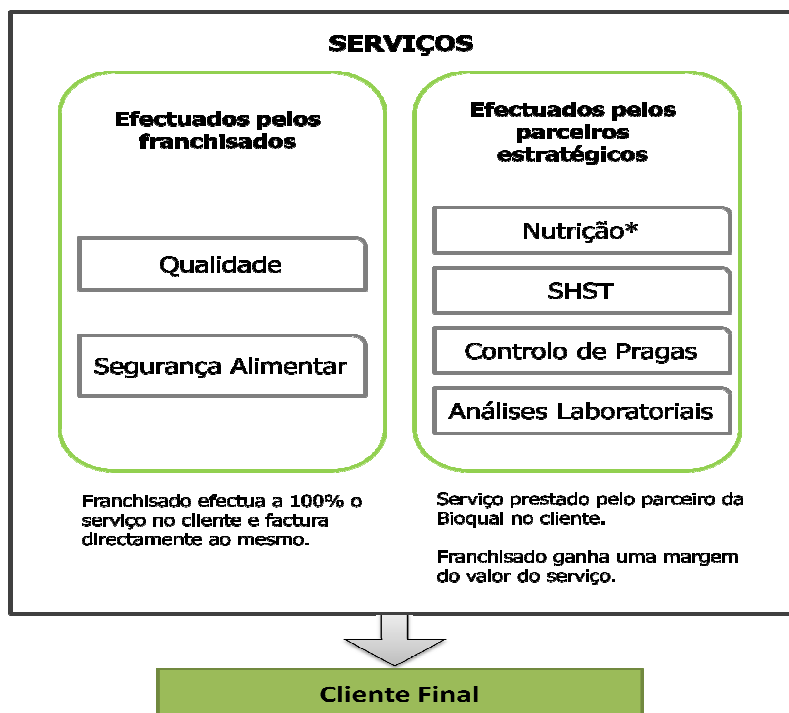 SERVIÇOS
Efectuados pelos
franchisados
Qualidade
Segurança Alimentar
Franchisado efectua a 100% o
serviço no cliente e factura
directamente ao mesmo.
Efectuados pelos
parceiros
estratégicos
Nutrição*
SHST
Controlo de Pragas
Análises Laboratoriais
Serviço prestado pelo parceiro da
Bioqual no cliente.
Franchisado ganha uma margem
do valor do serviço.
Cliente Final